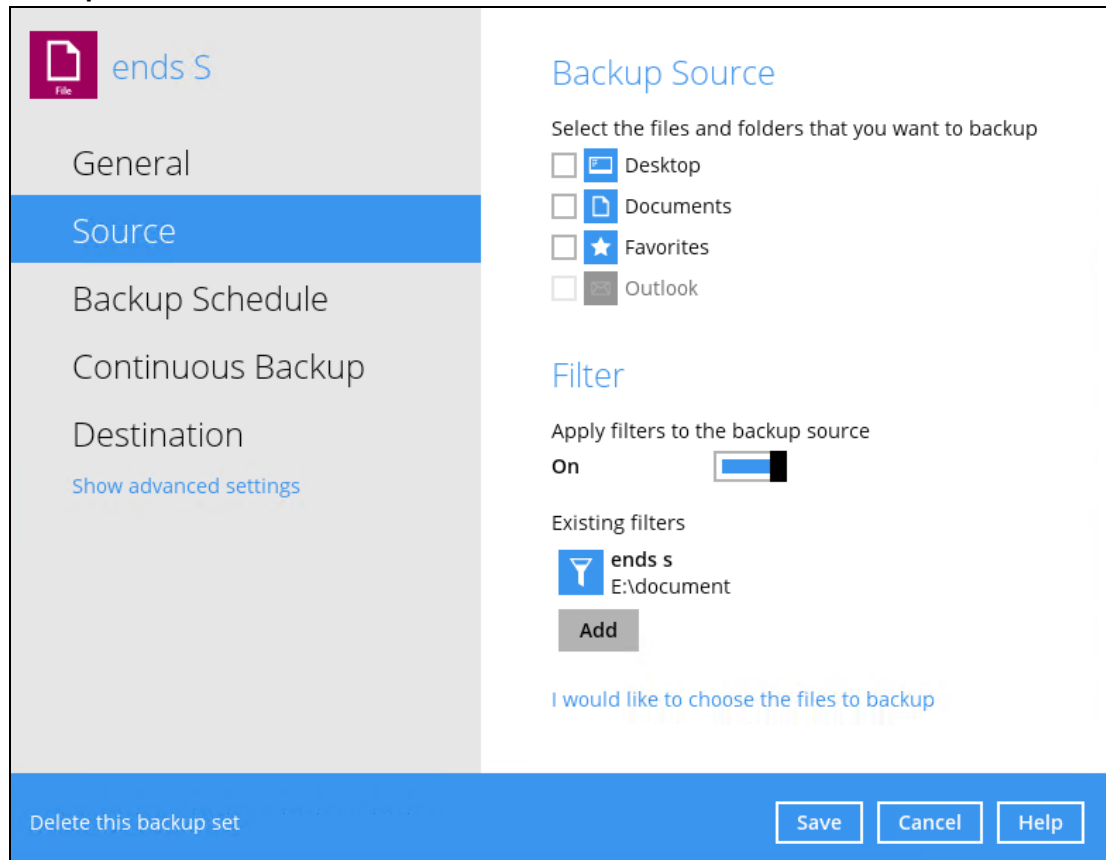 File
ends S
General
Source
Backup Schedule
Continuous Backup
Destination
Show advanced settings
Backup Source
Select the files and folders that you want to backup
Desktop
Documents
Favorites
Outlook
Filter
Apply filters to the backup source
On
Existing filters
ends s
E:\document
Add
I would like to choose the files to backup
Delete this backup set
Save
Cancel
Help